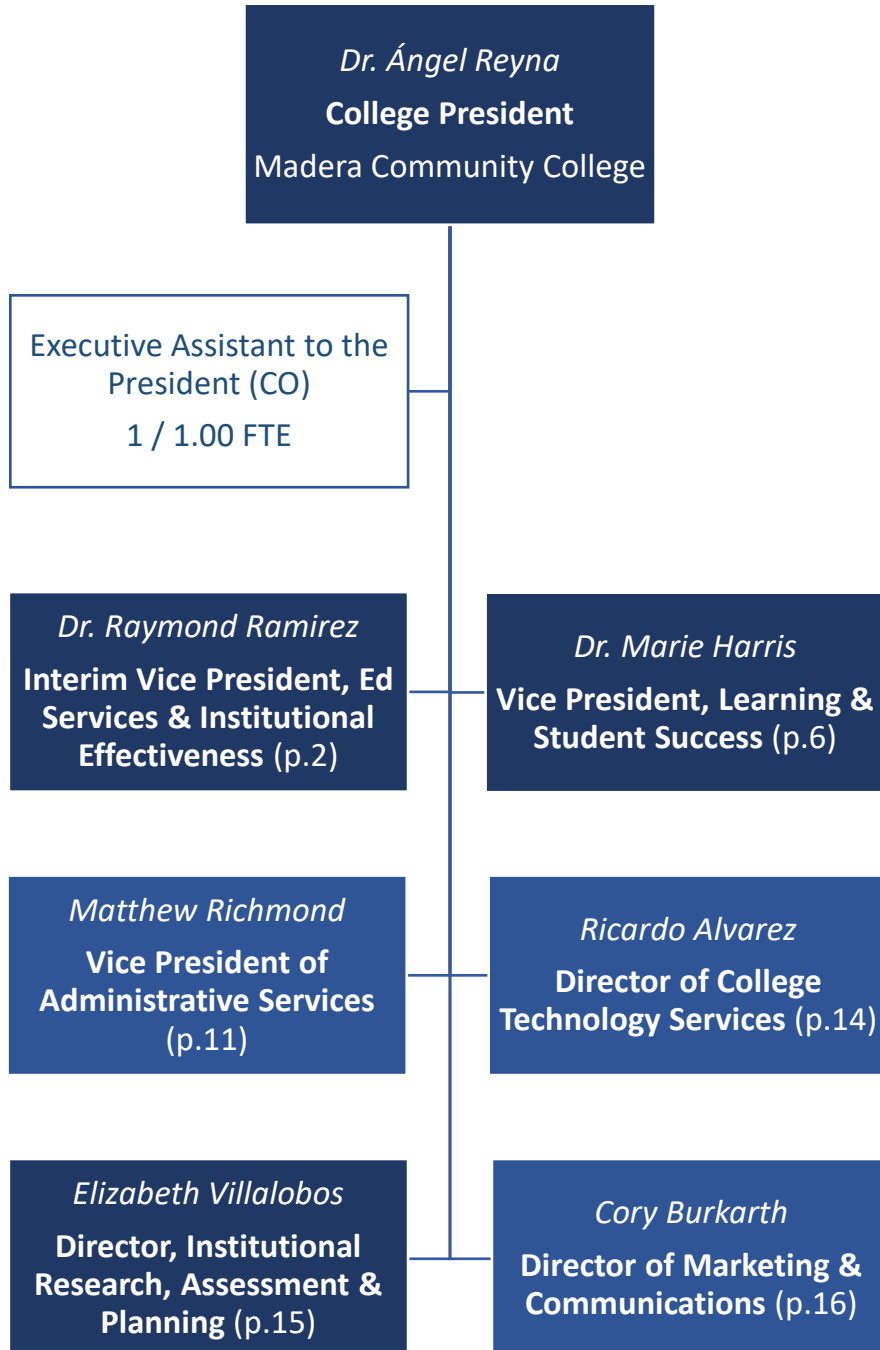 Dr. Ángel Reyna
College President
Madera Community College
Executive Assistant to the
President (CO)
1 / 1.00 FTE
Dr. Raymond Ramirez
Interim Vice President, Ed
Services & Institutional
Effectiveness (p.2)
Dr. Marie Harris
Vice President, Learning &
Student Success (p.6)
Matthew Richmond
Vice President of
Administrative Services
(p.11)
Ricardo Alvarez
Director of College
Technology Services (p.14)
Elizabeth Villalobos
Director, Institutional
Research, Assessment &
Planning (p.15)
Cory Burkarth
Director of Marketing &
Communications (p.16)